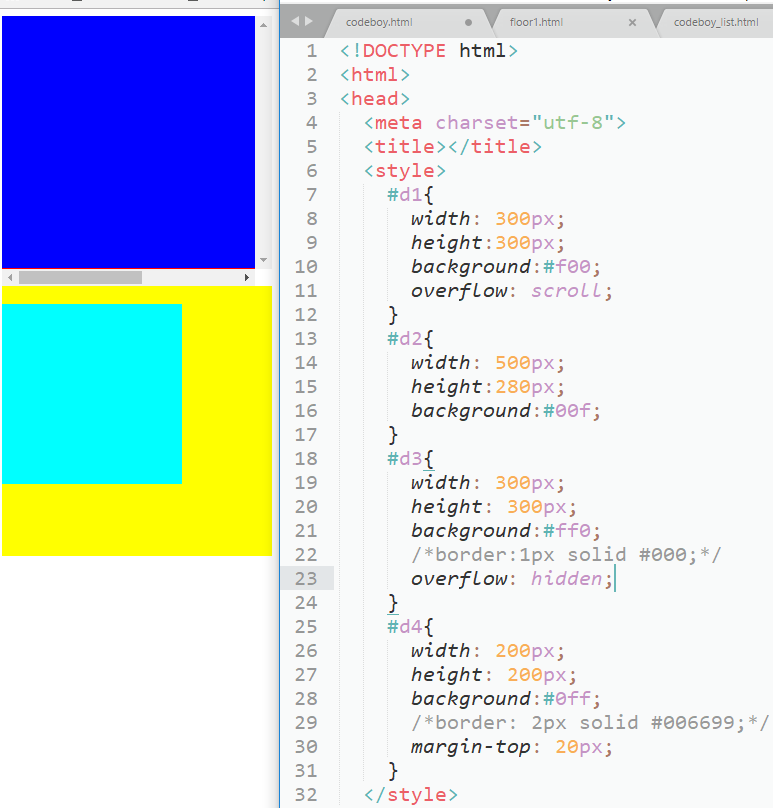 codeboy.html
floor1.html ×
codeboy_list.html
1 <!DOCTYPE html>
2 <html>
3 <head>
4 <meta charset="utf-8">
5 <title></title>
6 <style>
7 #d1{
8 width: 300px;
9 height:300px;
10 background:#f00;
11 overflow: scroll;
12 }
13 #d2{
14 width: 500px;
15 height:280px;
16 background:#00f;
17 }
18 #d3{
19 width: 300px;
20 height: 300px;
21 background:#ff0;
22 /*border:1px solid #000;*/
23 overflow: hidden;
24 }
25 #d4{
26 width: 200px;
27 height: 200px;
28 background:#0ff;
29 /*border: 2px solid #006699;*/
30 margin-top: 20px;
31 }
32 </style>